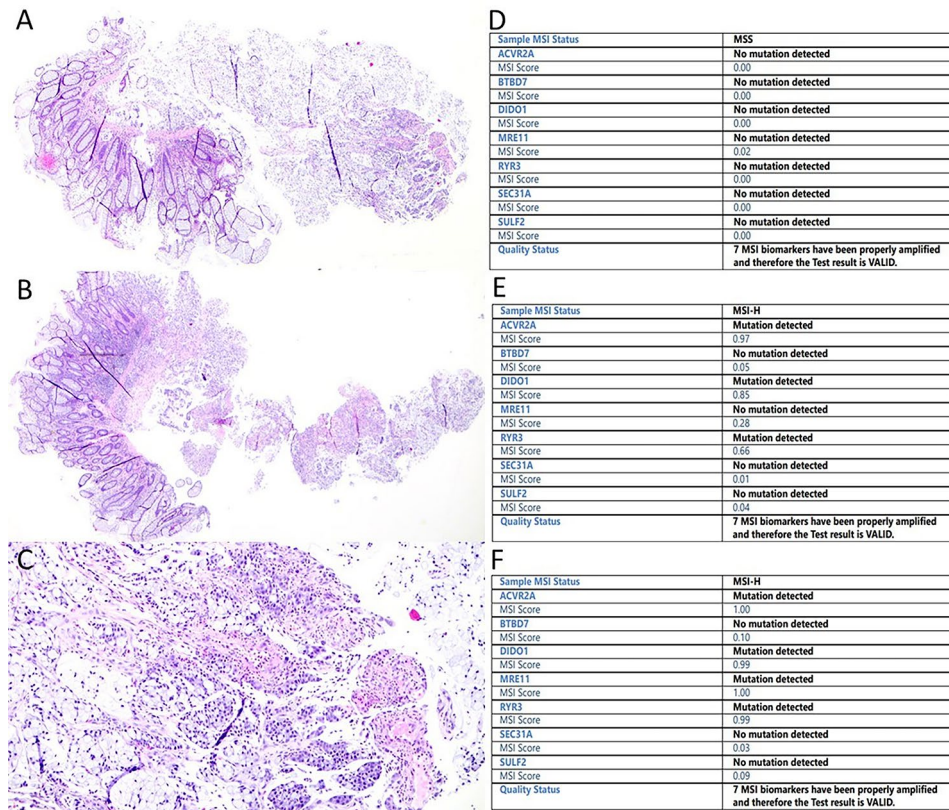 A
B
C
D
Sample MSI Status MSS
ACVR2A No mutation detected
MSI Score 0.00
BTBD7 No mutation detected
MSI Score 0.00
DIDO1 No mutation detected
MSI Score 0.00
MRE11 No mutation detected
MSI Score 0.02
RYR3 No mutation detected
MSI Score 0.00
SEC31A No mutation detected
MSI Score 0.00
SULF2 No mutation detected
MSI Score 0.00
Quality Status 7 MSI biomarkers have been properly amplified
and therefore the Test result is VALID.
E
Sample MSI Status MSI-H
ACVR2A Mutation detected
MSI Score 0.97
BTBD7 No mutation detected
MSI Score 0.05
DIDO1 Mutation detected
MSI Score 0.85
MRE11 No mutation detected
MSI Score 0.28
RYR3 Mutation detected
MSI Score 0.66
SEC31A No mutation detected
MSI Score 0.01
SULF2 No mutation detected
MSI Score 0.04
Quality Status 7 MSI biomarkers have been properly amplified
and therefore the Test result is VALID.
F
Sample MSI Status MSI-H
ACVR2A Mutation detected
MSI Score 1.00
BTBD7 No mutation detected
MSI Score 0.10
DIDO1 Mutation detected
MSI Score 0.99
MRE11 Mutation detected
MSI Score 1.00
RYR3 Mutation detected
MSI Score 0.99
SEC31A No mutation detected
MSI Score 0.03
SULF2 No mutation detected
MSI Score 0.09
Quality Status 7 MSI biomarkers have been properly amplified
and therefore the Test result is VALID.